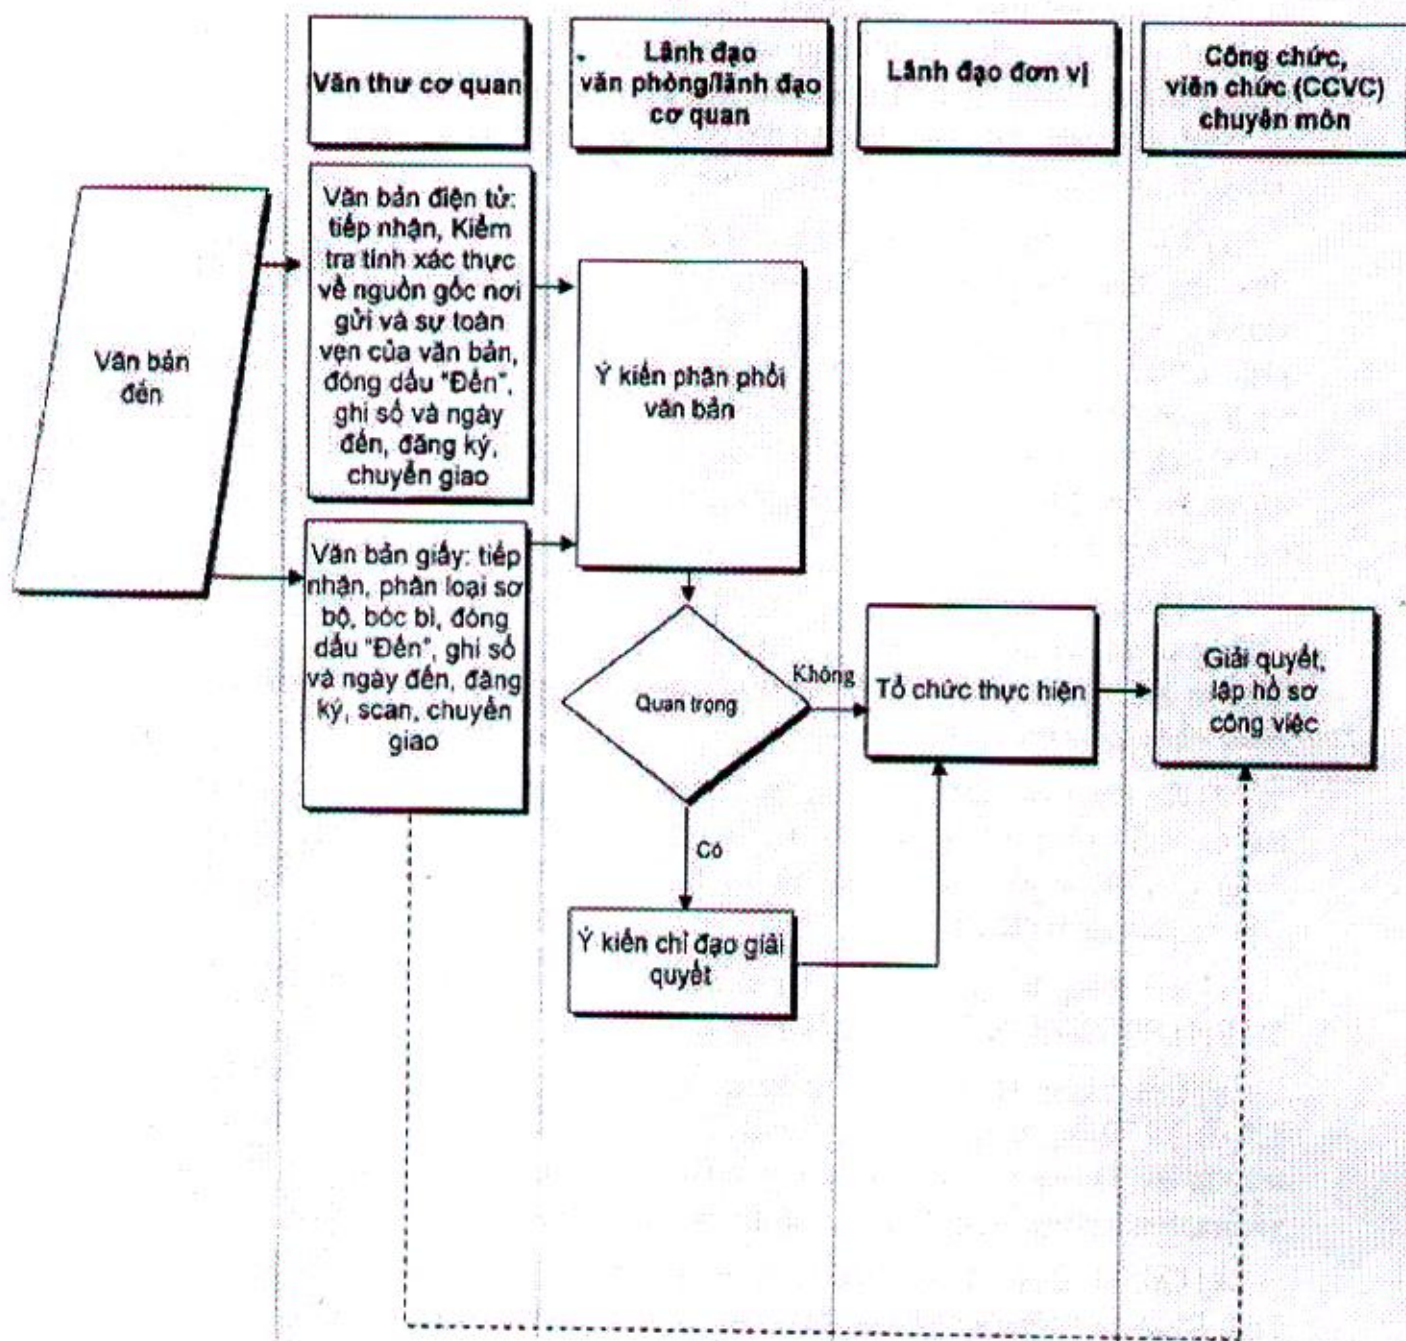 Văn thư cơ quan
Lãnh đạo
văn phòng/lãnh đạo
cơ quan
Lãnh đạo đơn vị
Công chức,
viên chức (CCVC)
chuyên môn
Văn bản
đến
Văn bản điện tử:
tiếp nhận, Kiểm
tra tính xác thực
về nguồn gốc nơi
gửi và sự toàn
vẹn của văn bản,
đóng dấu "Đến",
ghi số và ngày
đến, đăng ký,
chuyển giao
Ý kiến phân phối
văn bản
Văn bản giấy: tiếp
nhận, phân loại sơ
bộ, bóc bì, đóng
dấu "Đến", ghi số
và ngày đến, đăng
ký, scan, chuyển
giao
Quan trọng
Không
Tổ chức thực hiện
Giải quyết,
lập hồ sơ
công việc
Có
Ý kiến chỉ đạo giải
quyết